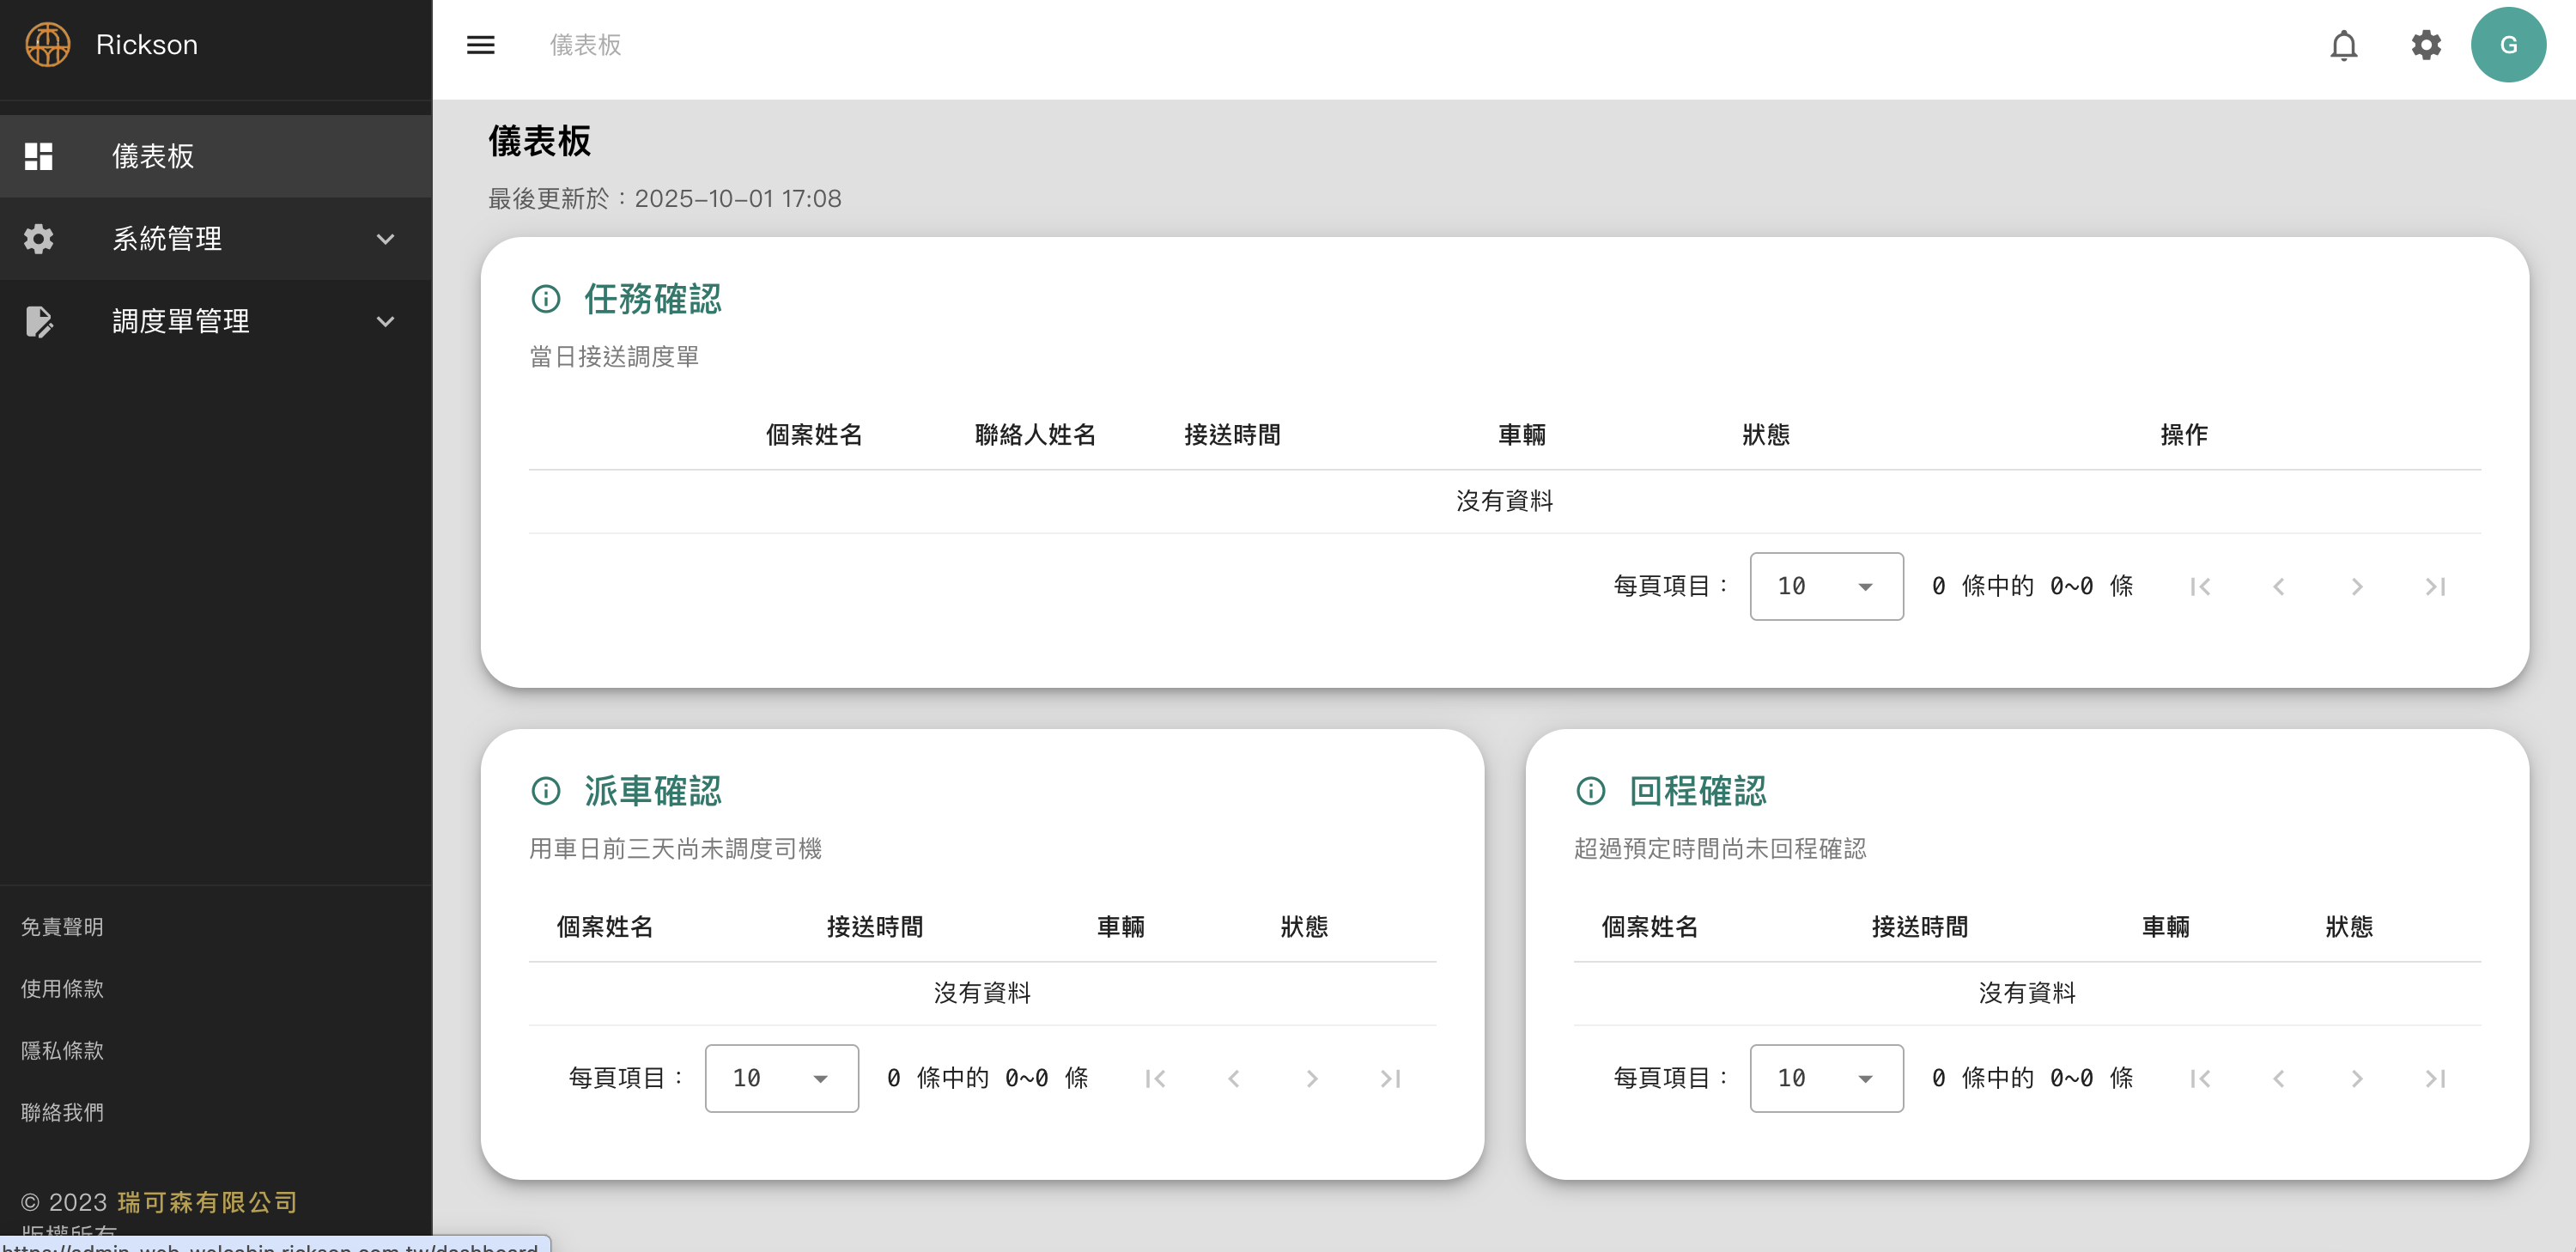 Rickson
儀表板
G
儀表板
系統管理
調度單管理
儀表板
最後更新於：2025-10-01 17:08
任務確認
當日接送調度單
個案姓名 聯絡人姓名 接送時間 車輛 狀態 操作
沒有資料
每頁項目： 10 0 條中的 0~0 條
派車確認
用車日前三天尚未調度司機
個案姓名 接送時間 車輛 狀態
沒有資料
每頁項目： 10 0 條中的 0~0 條
回程確認
超過預定時間尚未回程確認
個案姓名 接送時間 車輛 狀態
沒有資料
每頁項目： 10 0 條中的 0~0 條
免責聲明
使用條款
隱私條款
聯絡我們
© 2023 瑞可森有限公司
版權所有